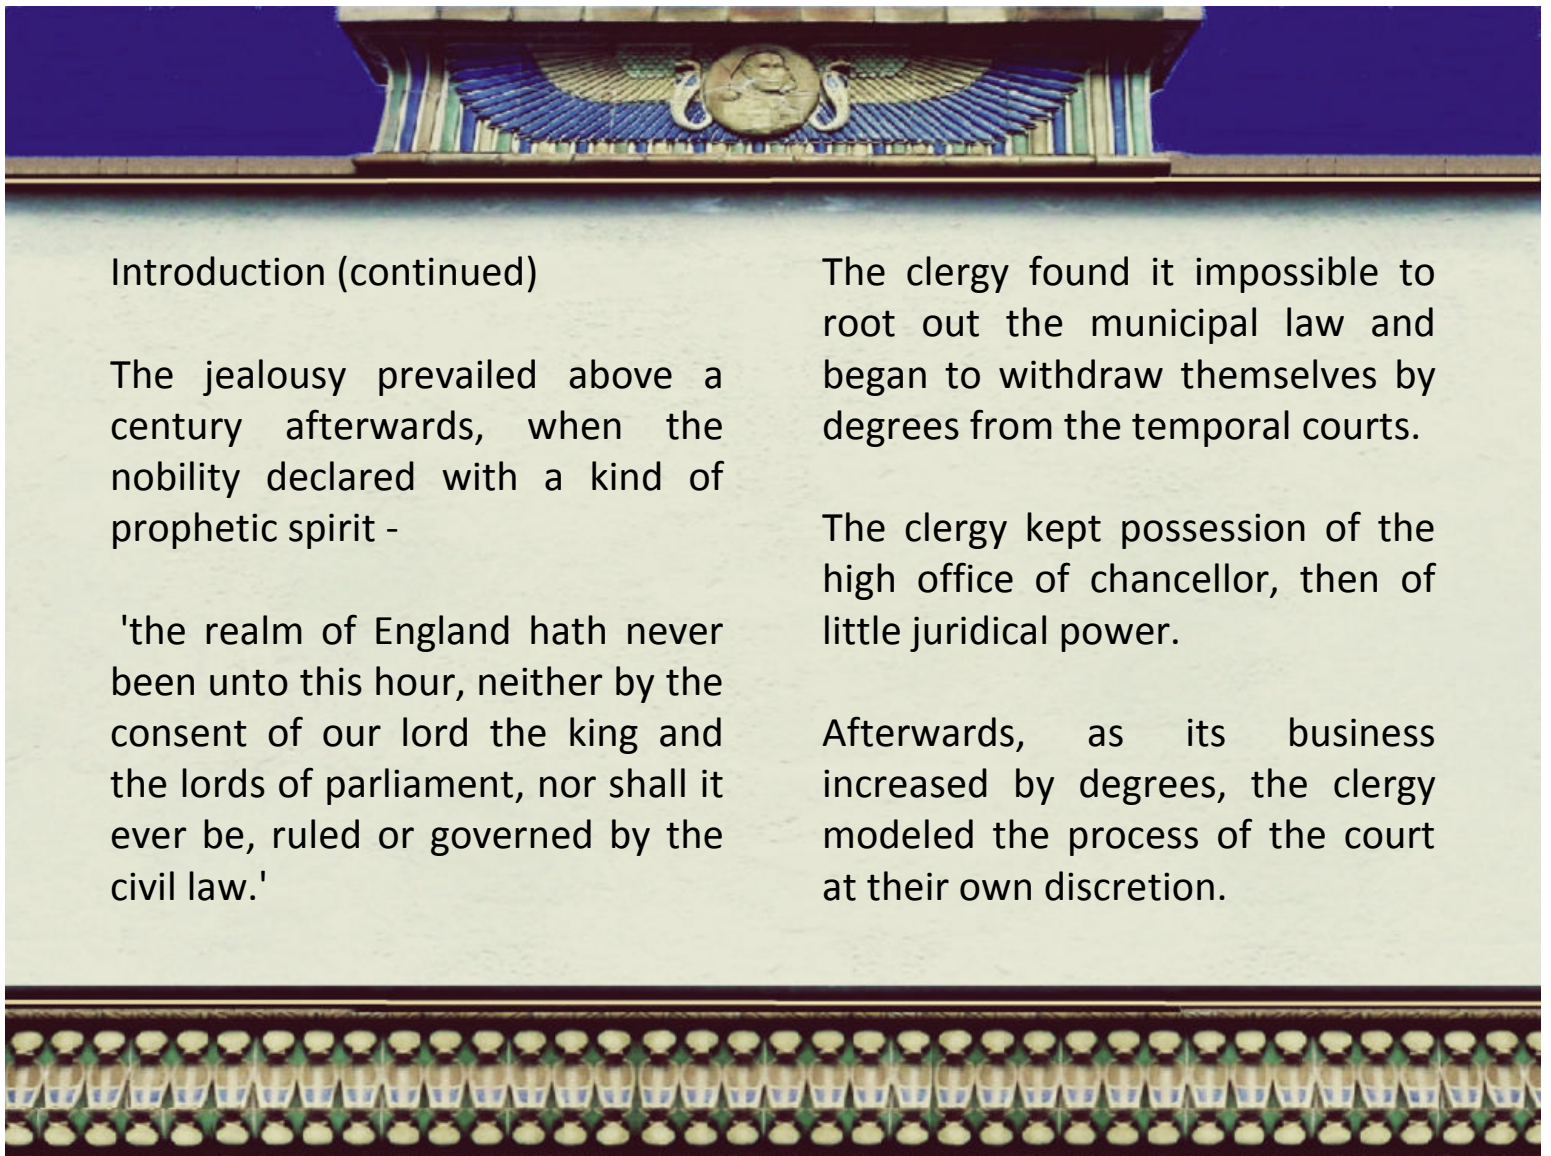 Introduction (continued)
The jealousy prevailed above a
century afterwards, when the
nobility declared with a kind of
prophetic spirit -
'the realm of England hath never
been unto this hour, neither by the
consent of our lord the king and
the lords of parliament, nor shall it
ever be, ruled or governed by the
civil law.'
The clergy found it impossible to
root out the municipal law and
began to withdraw themselves by
degrees from the temporal courts.
The clergy kept possession of the
high office of chancellor, then of
little juridical power.
Afterwards, as its business
increased by degrees, the clergy
modeled the process of the court
at their own discretion.